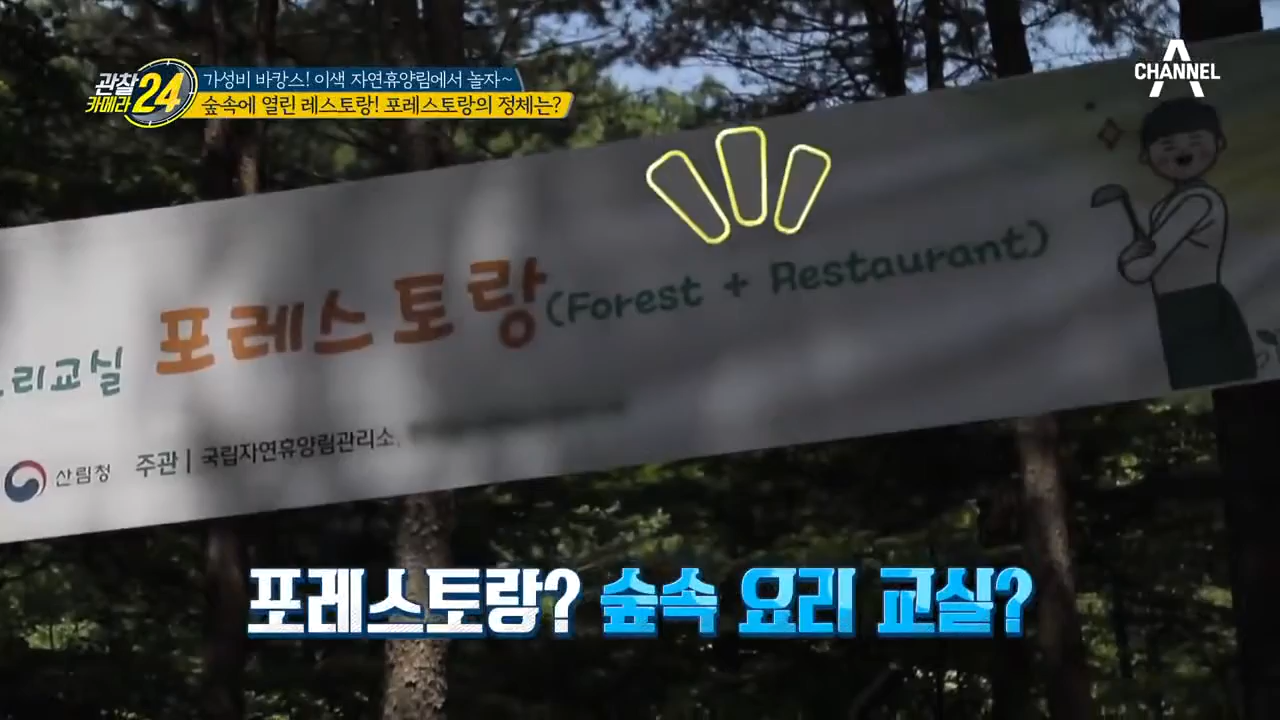 관찰
카메라 24
가성비 바캉스! 이색 자연휴양림에서 놀자~
숲속에 열린 레스토랑! 포레스토랑의 정체는?
CHANNEL A
리교실 포레스토랑(Forest + Restaurant)
산림청 주관 | 국립자연휴양림관리소,
포레스토랑? 숲속 요리 교실?